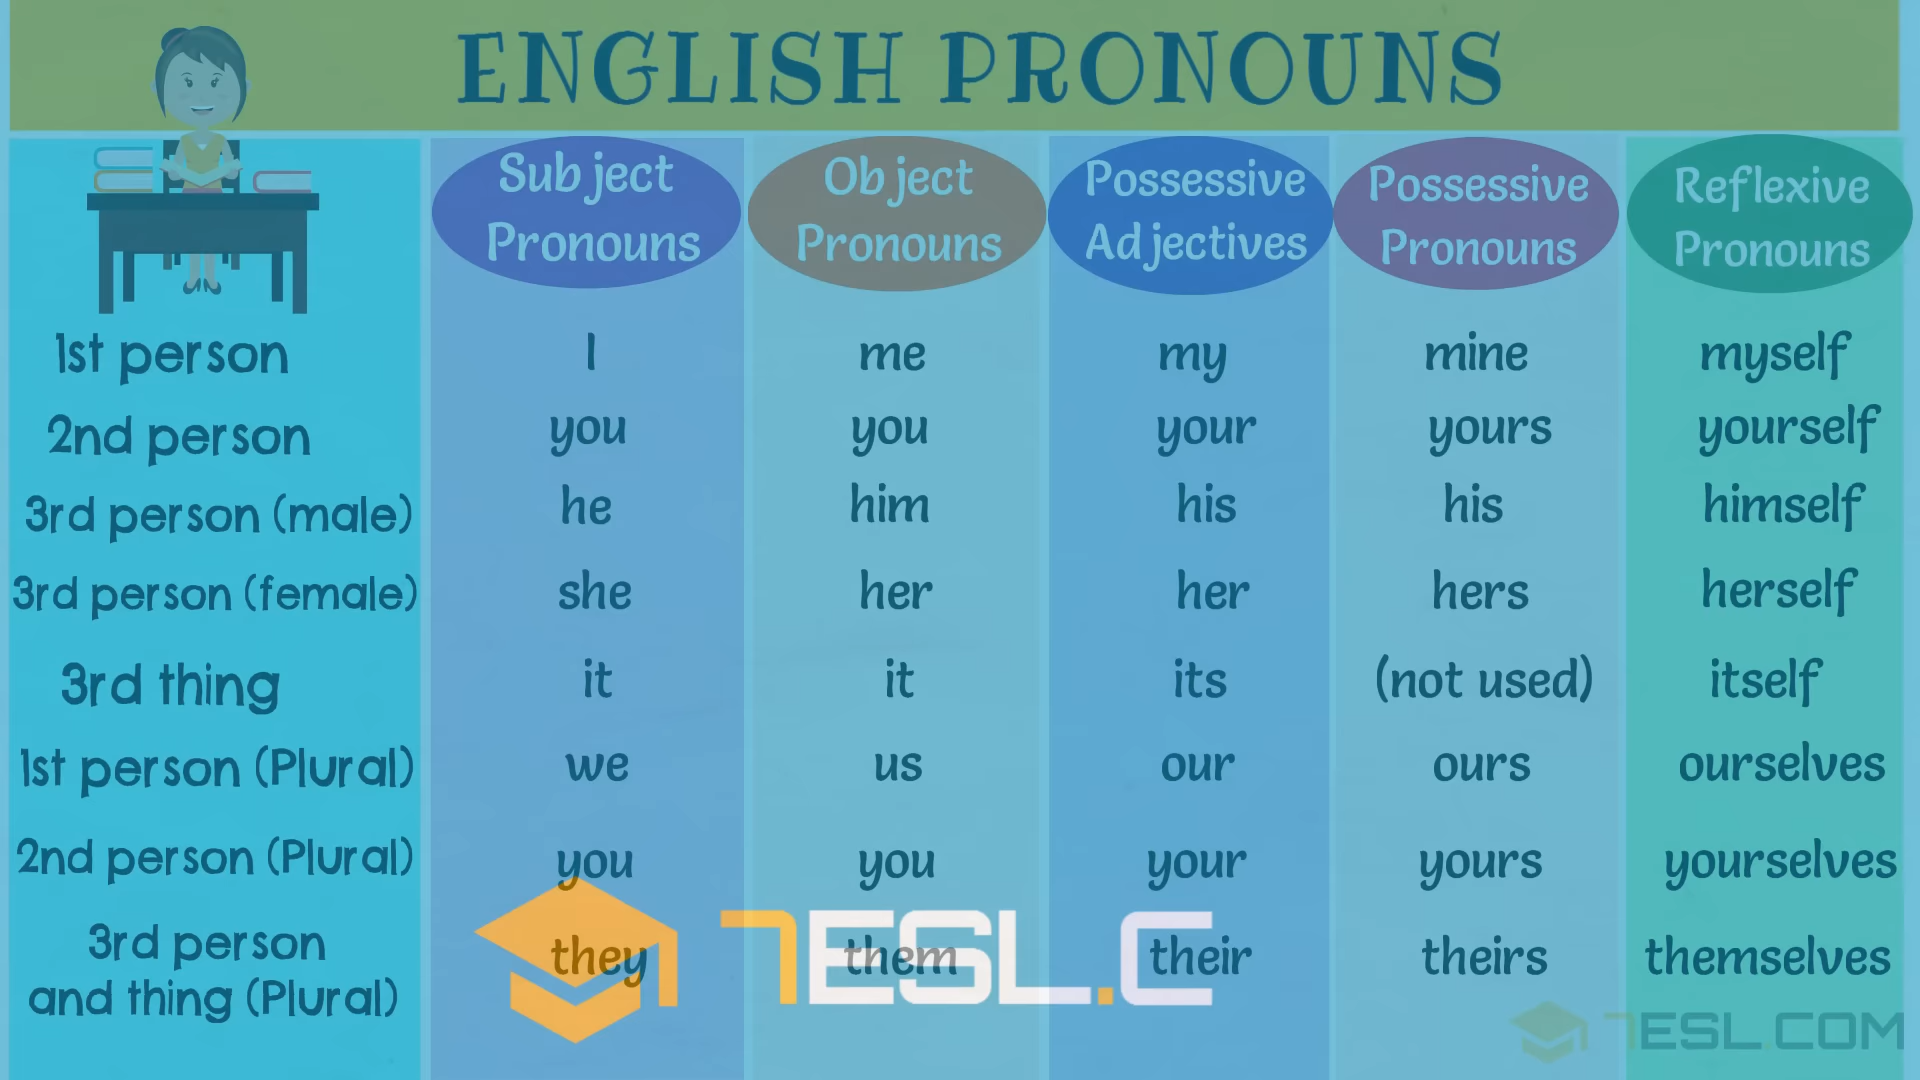 ENGLISH PRONOUNS
Subject Pronouns
Object Pronouns
Possessive Adjectives
Possessive Pronouns
Reflexive Pronouns
1st person I me my mine myself
2nd person you you your yours yourself
3rd person (male) he him his his himself
3rd person (female) she her her hers herself
3rd thing it it its (not used) itself
1st person (Plural) we us our ours ourselves
2nd person (Plural) you you your yours yourselves
3rd person and thing (Plural) they them their theirs themselves
7ESL.C
7ESL.COM